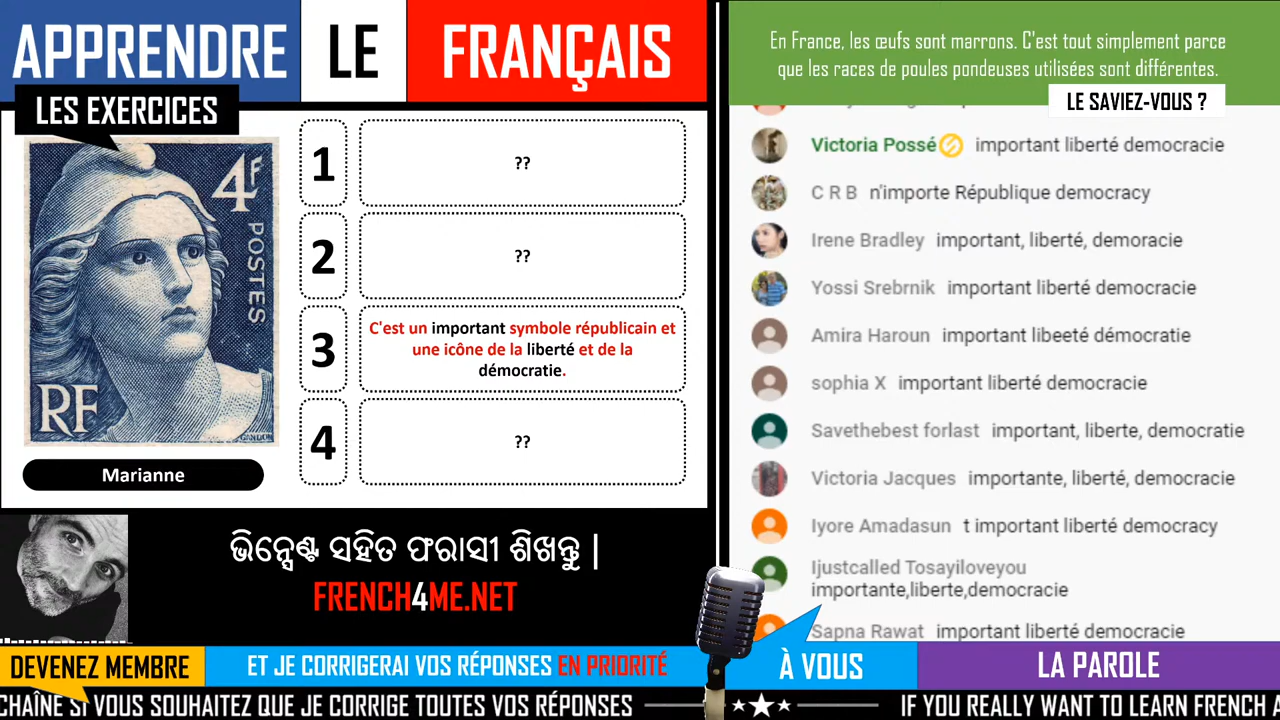 APPRENDRE LE FRANÇAIS
LES EXERCICES
4F
POSTES
RF
GANDON
Marianne
1
??
2
??
3
C'est un important symbole républicain et
une icône de la liberté et de la
démocratie.
4
??
ଭିନ୍ସେଣ୍ଟ ସହିତ ଫରାସୀ ଶିଖନ୍ତୁ |
FRENCH4ME.NET
DEVENEZ MEMBRE
ET JE CORRIGERAI VOS RÉPONSES EN PRIORITÉ
En France, les œufs sont marrons. C'est tout simplement parce
que les races de poules pondeuses utilisées sont différentes.
LE SAVIEZ-VOUS ?
Victoria Possé important liberté democracie
C R B n'importe République democracy
Irene Bradley important, liberté, demoracie
Yossi Srebrnik important liberté democracie
Amira Haroun important libeeté démocratie
sophia X important liberté democracie
Savethebest forlast important, liberte, democratie
Victoria Jacques importante, liberté, democracie
Iyore Amadasun t important liberté democracy
Ijustcalled Tosayiloveyou
importante,liberte,democracie
Sapna Rawat important liberté democracie
À VOUS
LA PAROLE
CHAÎNE SI VOUS SOUHAITEZ QUE JE CORRIGE TOUTES VOS RÉPONSES
IF YOU REALLY WANT TO LEARN FRENCH A